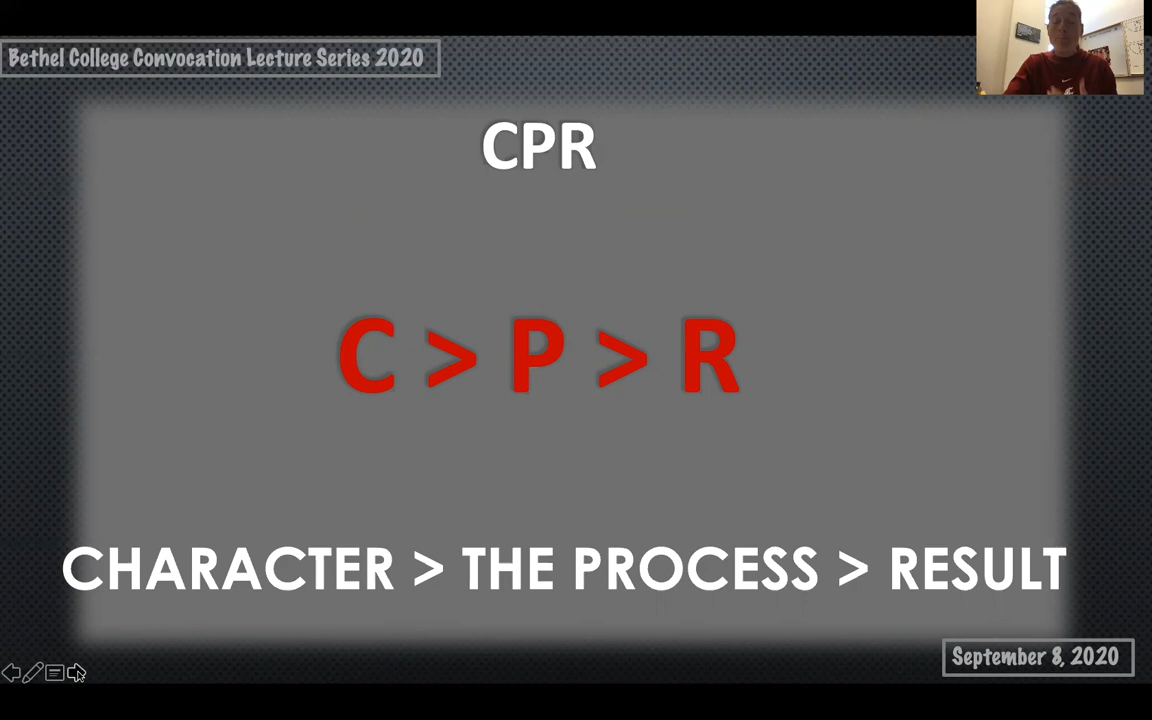 Bethel College Convocation Lecture Series 2020
CPR
C > P > R
CHARACTER > THE PROCESS > RESULT
September 8, 2020